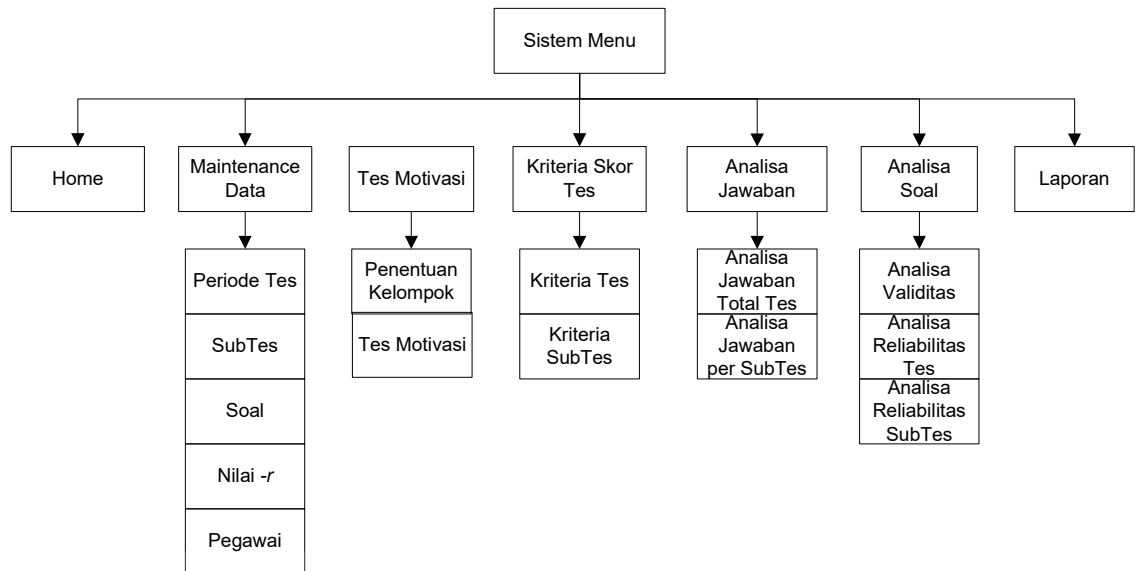 Sistem Menu
Home
Maintenance
Data
Tes Motivasi
Kriteria Skor
Tes
Analisa
Jawaban
Analisa
Soal
Laporan
Periode Tes
SubTes
Soal
Nilai -r
Pegawai
Penentuan
Kelompok
Tes Motivasi
Kriteria Tes
Kriteria
SubTes
Analisa
Jawaban
Total Tes
Analisa
Jawaban
per SubTes
Analisa
Validitas
Analisa
Reliabilitas
Tes
Analisa
Reliabilitas
SubTes